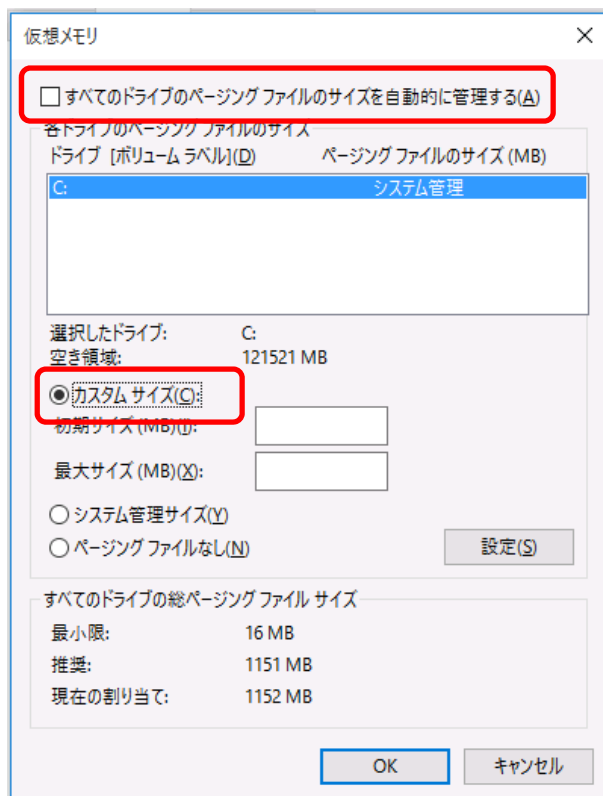 仮想メモリ
すべてのドライブのページング ファイルのサイズを自動的に管理する(A)
各ドライブのページング ファイルのサイズ
ドライブ [ボリューム ラベル](D) ページング ファイルのサイズ (MB)
C: システム管理
選択したドライブ: C:
空き領域: 121521 MB
カスタム サイズ(C):
初期サイズ (MB)(I):
最大サイズ (MB)(X):
システム管理サイズ(Y)
ページング ファイルなし(N) 設定(S)
すべてのドライブの総ページング ファイル サイズ
最小限: 16 MB
推奨: 1151 MB
現在の割り当て: 1152 MB
OK キャンセル